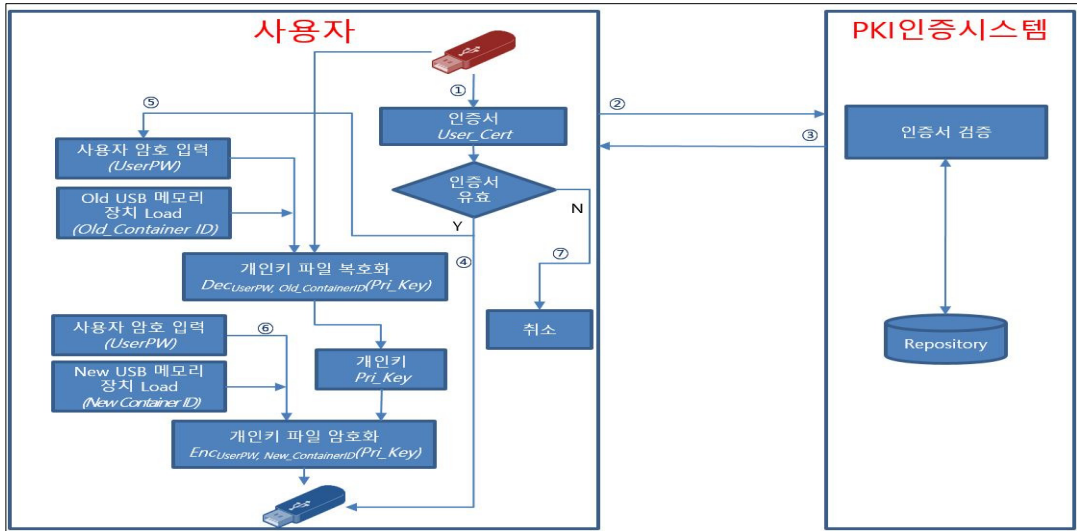 사용자
PKI인증시스템
①
②
③
인증서
User_Cert
인증서 검증
⑤
사용자 암호 입력
(UserPW)
인증서
유효
N
Y
Old USB 메모리
장치 Load
(Old_Container ID)
④
⑦
개인키 파일 복호화
DecUserPW, Old_ContainerID(Pri_Key)
취소
사용자 암호 입력
(UserPW)
⑥
개인키
Pri_Key
Repository
New USB 메모리
장치 Load
(New Container ID)
개인키 파일 암호화
EncUserPW, New_ContainerID(Pri_Key)